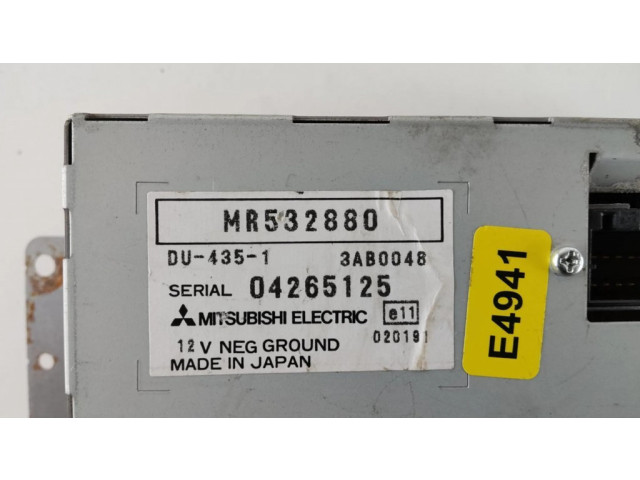 MR532880
DU-435-1 3AB0048
SERIAL 04265125
MITSUBISHI ELECTRIC e11
020191
12 V NEG GROUND
MADE IN JAPAN
E4941